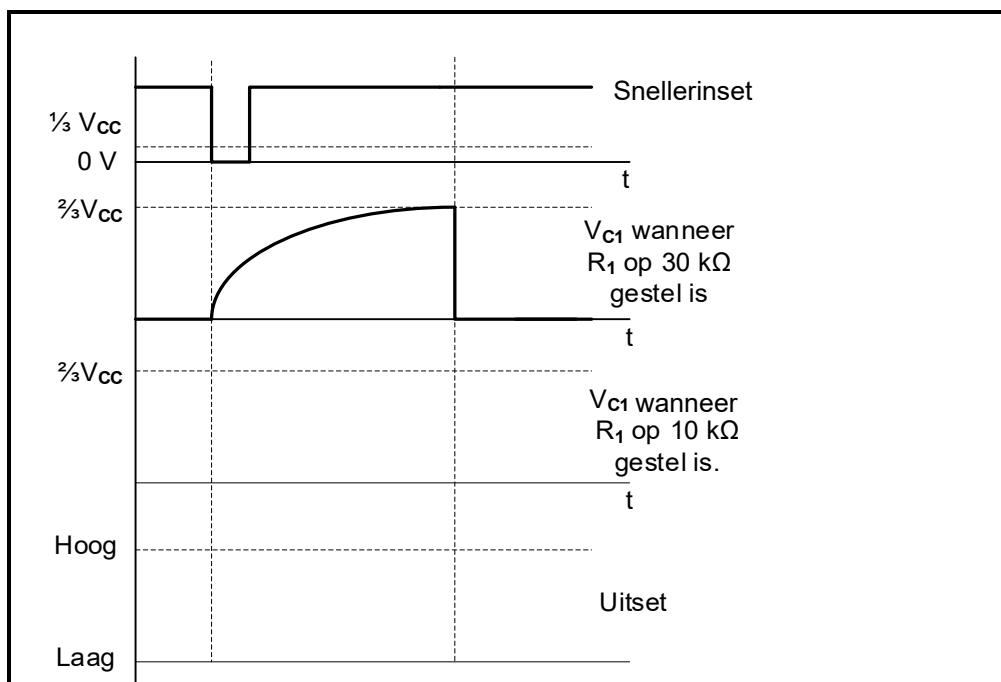 Snellerinset
⅓ VCC
0 V
t
⅔VCC
VC1 wanneer
R1 op 30 kΩ
gestel is
t
⅔VCC
VC1 wanneer
R1 op 10 kΩ
gestel is.
t
Hoog
Uitset
Laag